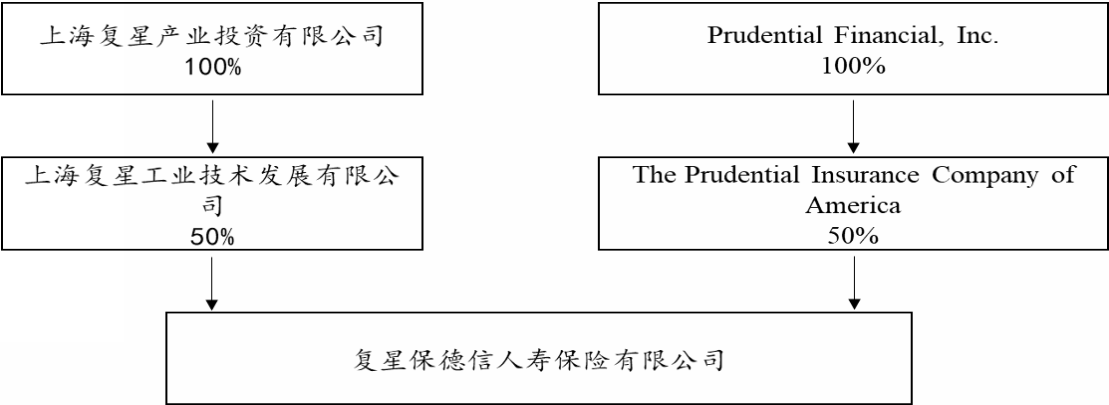 上海复星产业投资有限公司
100%
Prudential Financial, Inc.
100%
上海复星工业技术发展有限公
司
50%
The Prudential Insurance Company of
America
50%
复星保德信人寿保险有限公司